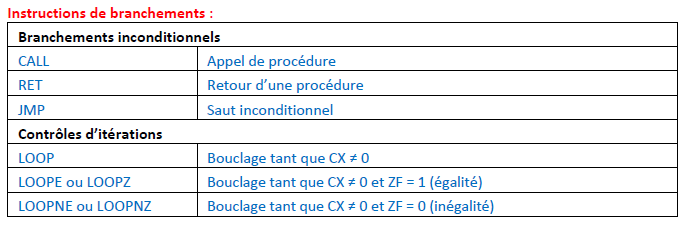 Instructions de branchements :
Branchements inconditionnels
CALL Appel de procédure
RET Retour d’une procédure
JMP Saut inconditionnel
Contrôles d’itérations
LOOP Bouclage tant que CX ≠ 0
LOOPE ou LOOPZ Bouclage tant que CX ≠ 0 et ZF = 1 (égalité)
LOOPNE ou LOOPNZ Bouclage tant que CX ≠ 0 et ZF = 0 (inégalité)